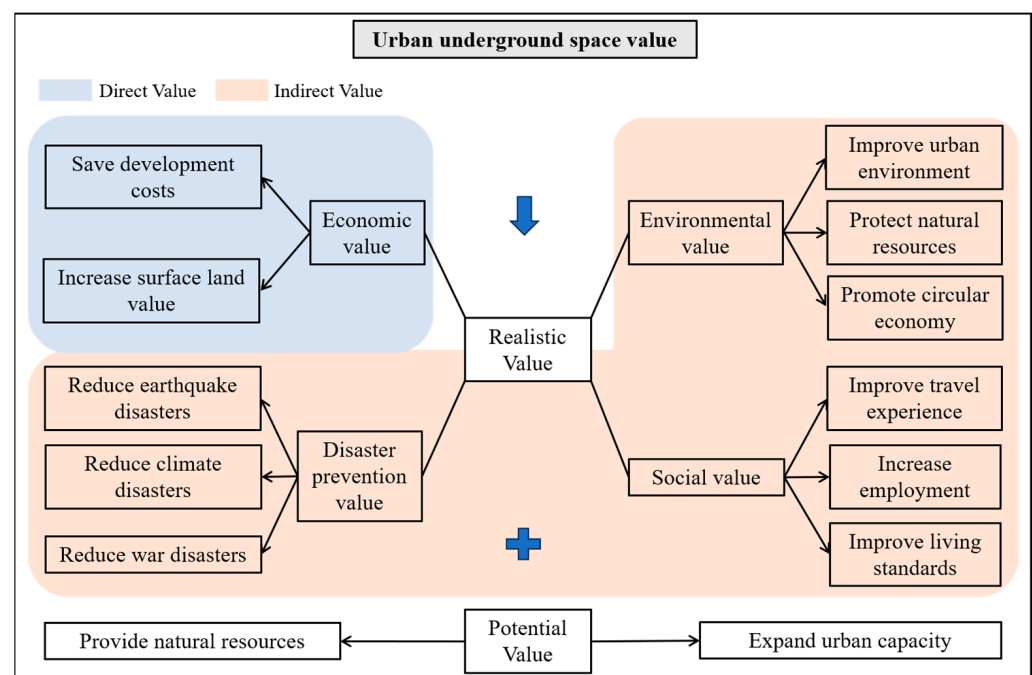 Urban underground space value
Direct Value
Indirect Value
Save development
costs
Increase surface land
value
Economic
value
Environmental
value
Improve urban
environment
Protect natural
resources
Promote circular
economy
Realistic
Value
Reduce earthquake
disasters
Reduce climate
disasters
Reduce war disasters
Disaster
prevention
value
Social value
Improve travel
experience
Increase
employment
Improve living
standards
Provide natural resources
Potential
Value
Expand urban capacity